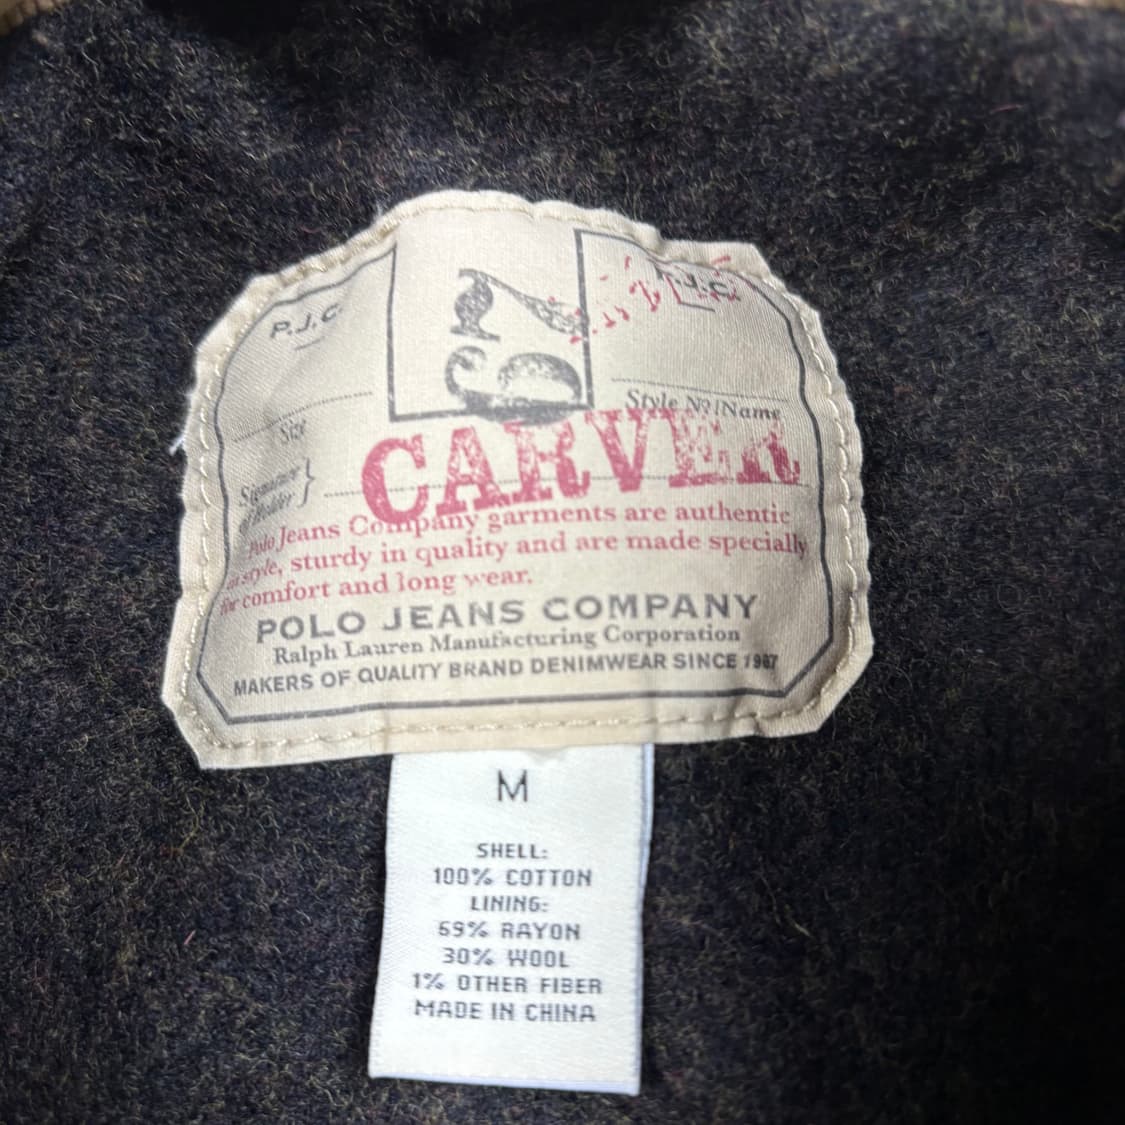 P.J.C.
P.J.C.
Size
Style Nº/Name
CARVER
Signature
of holder
Polo Jeans Company garments are authentic
in style, sturdy in quality and are made specially
for comfort and long wear.
POLO JEANS COMPANY
Ralph Lauren Manufacturing Corporation
MAKERS OF QUALITY BRAND DENIMWEAR SINCE 1967
M
SHELL:
100% COTTON
LINING:
69% RAYON
30% WOOL
1% OTHER FIBER
MADE IN CHINA